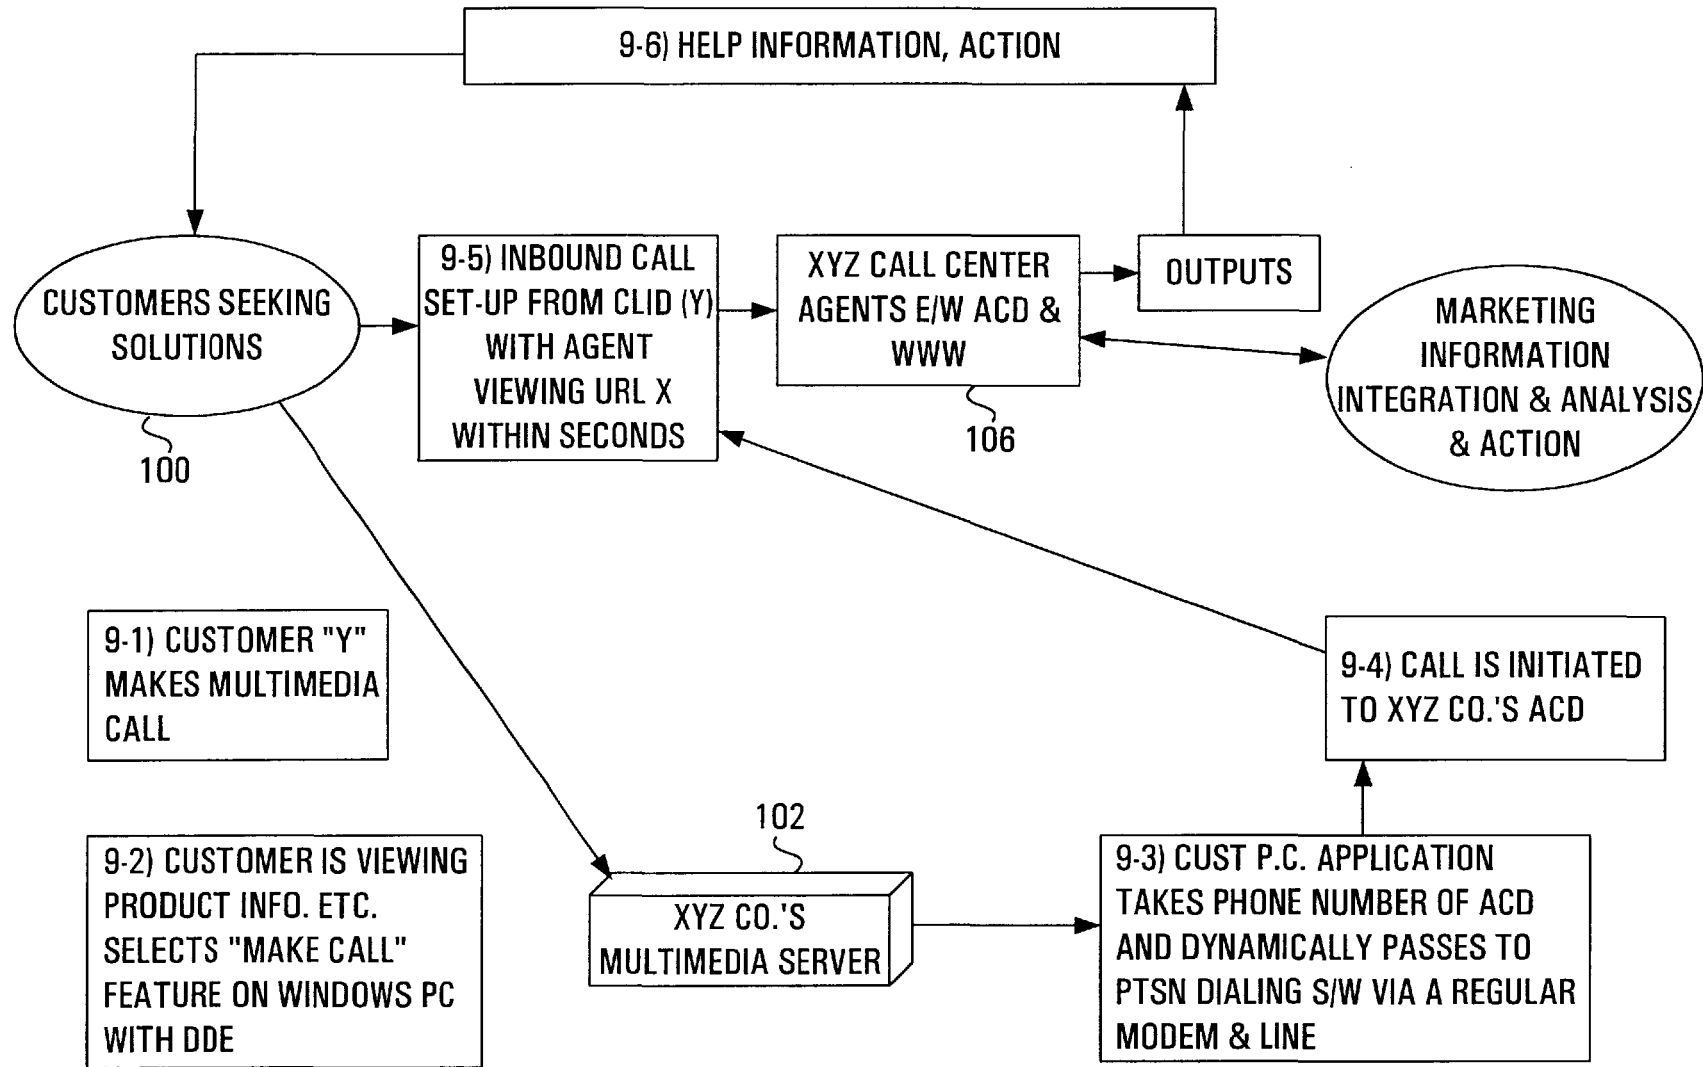 9-6) HELP INFORMATION, ACTION
CUSTOMERS SEEKING
SOLUTIONS
100
9-5) INBOUND CALL
SET-UP FROM CLID (Y)
WITH AGENT
VIEWING URL X
WITHIN SECONDS
XYZ CALL CENTER
AGENTS E/W ACD &
WWW
106
OUTPUTS
MARKETING
INFORMATION
INTEGRATION & ANALYSIS
& ACTION
9-1) CUSTOMER "Y"
MAKES MULTIMEDIA
CALL
9-4) CALL IS INITIATED
TO XYZ CO.'S ACD
9-2) CUSTOMER IS VIEWING
PRODUCT INFO. ETC.
SELECTS "MAKE CALL"
FEATURE ON WINDOWS PC
WITH DDE
102
XYZ CO.'S
MULTIMEDIA SERVER
9-3) CUST P.C. APPLICATION
TAKES PHONE NUMBER OF ACD
AND DYNAMICALLY PASSES TO
PTSN DIALING S/W VIA A REGULAR
MODEM & LINE